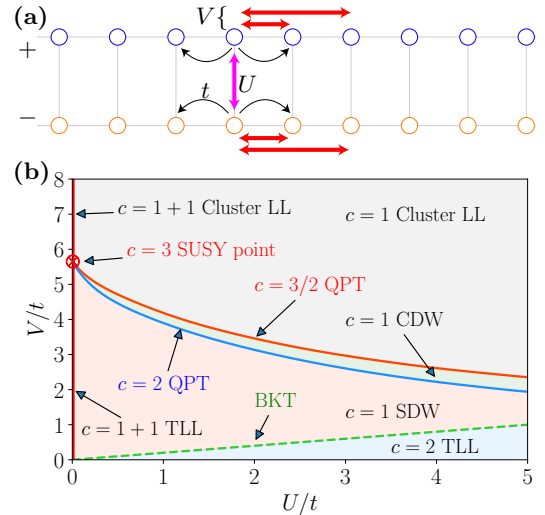 (a)
V{
+
t
U
−
(b)
8
7
6
5
4
3
2
1
0
V/t
c = 1 + 1 Cluster LL
c = 1 Cluster LL
c = 3 SUSY point
c = 3/2 QPT
c = 1 CDW
c = 2 QPT
BKT
c = 1 + 1 TLL
c = 1 SDW
c = 2 TLL
0 1 2 3 4 5
U/t